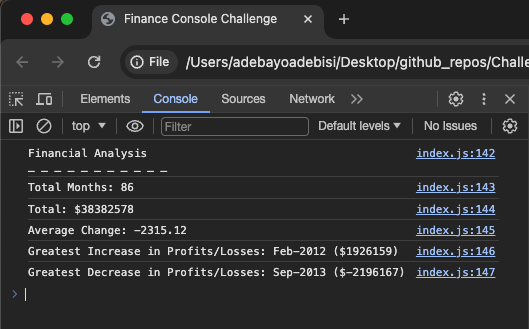 Finance Console Challenge
File
/Users/adebayoadebisi/Desktop/github_repos/Challe
Elements Console Sources Network
top Filter Default levels No Issues
Financial Analysis index.js:142
_ _ _ _ _ _ _ _ _ _ _
Total Months: 86 index.js:143
Total: $38382578 index.js:144
Average Change: -2315.12 index.js:145
Greatest Increase in Profits/Losses: Feb-2012 ($1926159) index.js:146
Greatest Decrease in Profits/Losses: Sep-2013 ($-2196167) index.js:147